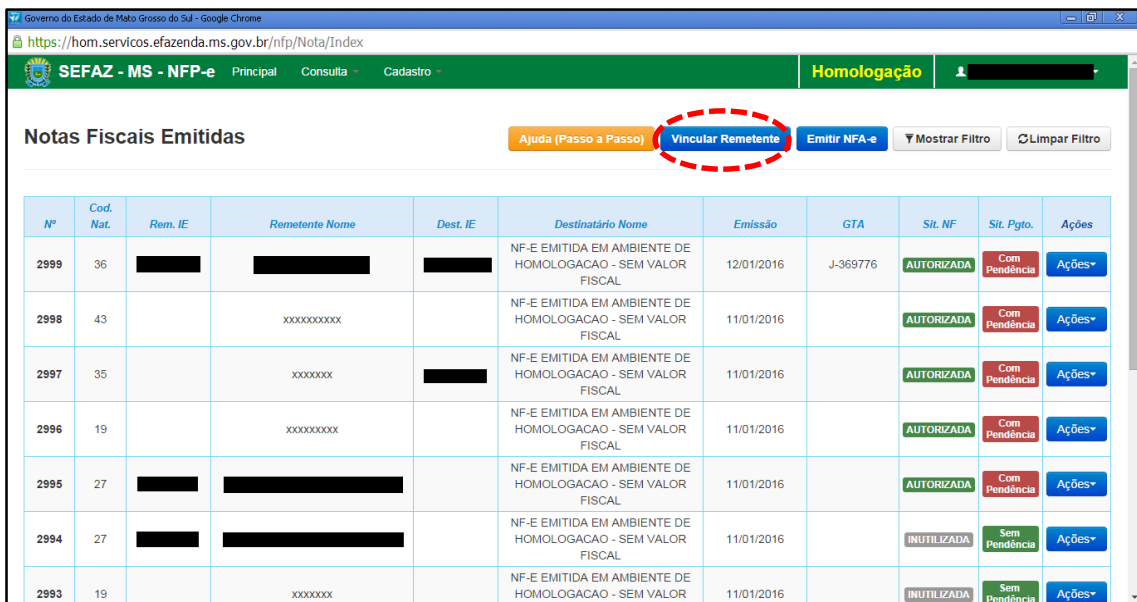 Governo do Estado de Mato Grosso do Sul - Google Chrome
https://hom.servicos.efazenda.ms.gov.br/nfp/Nota/Index
SEFAZ - MS - NFP-e Principal Consulta Cadastro Homologação
Notas Fiscais Emitidas
Ajuda (Passo a Passo) Vincular Remetente Emitir NFA-e Mostrar Filtro Limpar Filtro
Nº Cod. Nat. Rem. IE Remetente Nome Dest. IE Destinatário Nome Emissão GTA Sit. NF Sit. Pgto. Ações
2999 36 NF-E EMITIDA EM AMBIENTE DE HOMOLOGACAO - SEM VALOR FISCAL 12/01/2016 J-369776 AUTORIZADA Com Pendência Ações
2998 43 xxxxxxxxxx NF-E EMITIDA EM AMBIENTE DE HOMOLOGACAO - SEM VALOR FISCAL 11/01/2016 AUTORIZADA Com Pendência Ações
2997 35 xxxxxxx NF-E EMITIDA EM AMBIENTE DE HOMOLOGACAO - SEM VALOR FISCAL 11/01/2016 AUTORIZADA Com Pendência Ações
2996 19 xxxxxxxxx NF-E EMITIDA EM AMBIENTE DE HOMOLOGACAO - SEM VALOR FISCAL 11/01/2016 AUTORIZADA Com Pendência Ações
2995 27 NF-E EMITIDA EM AMBIENTE DE HOMOLOGACAO - SEM VALOR FISCAL 11/01/2016 AUTORIZADA Com Pendência Ações
2994 27 NF-E EMITIDA EM AMBIENTE DE HOMOLOGACAO - SEM VALOR FISCAL 11/01/2016 INUTILIZADA Sem Pendência Ações
2993 19 xxxxxxx NF-E EMITIDA EM AMBIENTE DE HOMOLOGACAO - SEM VALOR 11/01/2016 INUTILIZADA Sem Pendência Ações